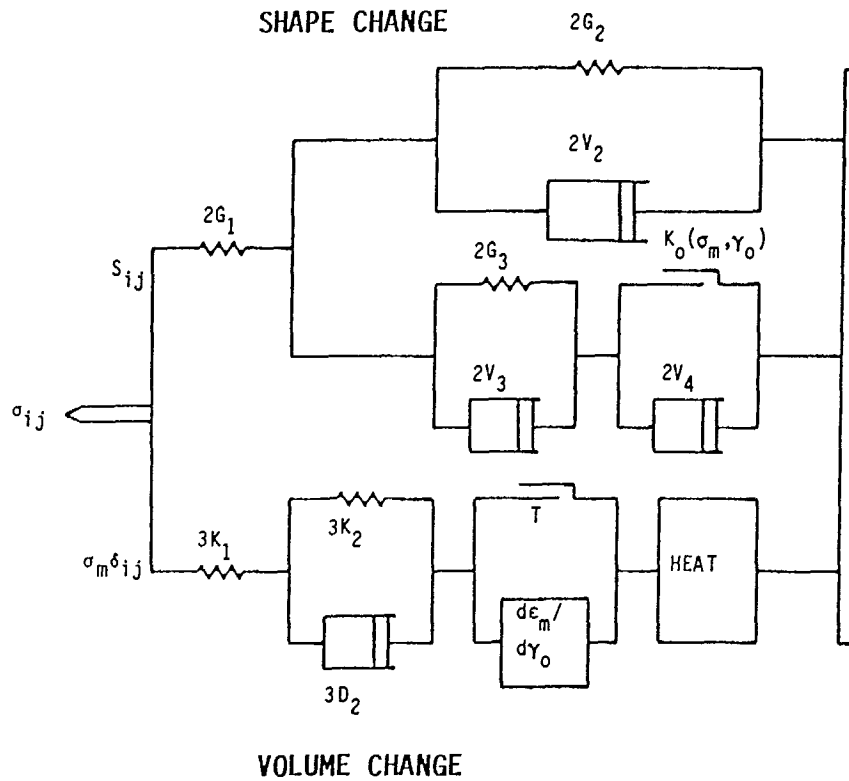 SHAPE CHANGE
2G2
2V2
2G1
K₀(σm,γ₀)
2G3
Sij
2V3
2V4
σij
T
3K2
3K1
σmδij
HEAT
dεm/
dγ₀
3D2
VOLUME CHANGE